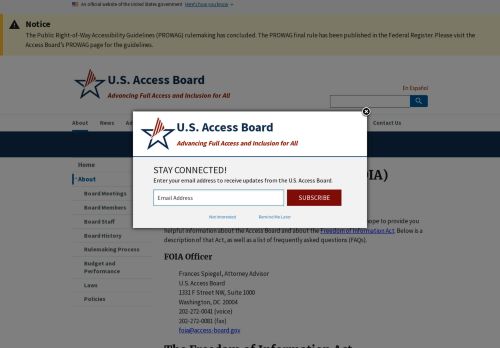 An official website of the United States government Here's how you know
Notice
The Public Right-of-Way Accessibility Guidelines (PROWAG) rulemaking has concluded. The PROWAG final rule has been published in the Federal Register. Please visit the
Access Board's PROWAG page for the guidelines.
U.S. Access Board
Advancing Full Access and Inclusion for All
En Español
About News Contact Us
U.S. Access Board
Advancing Full Access and Inclusion for All
STAY CONNECTED!
Enter your email address to receive updates from the U.S. Access Board.
Email Address SUBSCRIBE
Not Interested Remind Me Later
Home
About
Board Meetings
Board Members
Board Staff
Board History
Rulemaking Process
Budget and
Performance
Laws
Policies
OIA)
hope to provide you
helpful information about the Access Board and about the Freedom of Information Act. Below is a
description of that Act, as well as a list of frequently asked questions (FAQs).
FOIA Officer
Frances Spiegel, Attorney Advisor
U.S. Access Board
1331 F Street NW, Suite 1000
Washington, DC 20004
202-272-0041 (voice)
202-272-0081 (fax)
foia@access-board.gov
The Freedom of Information Act